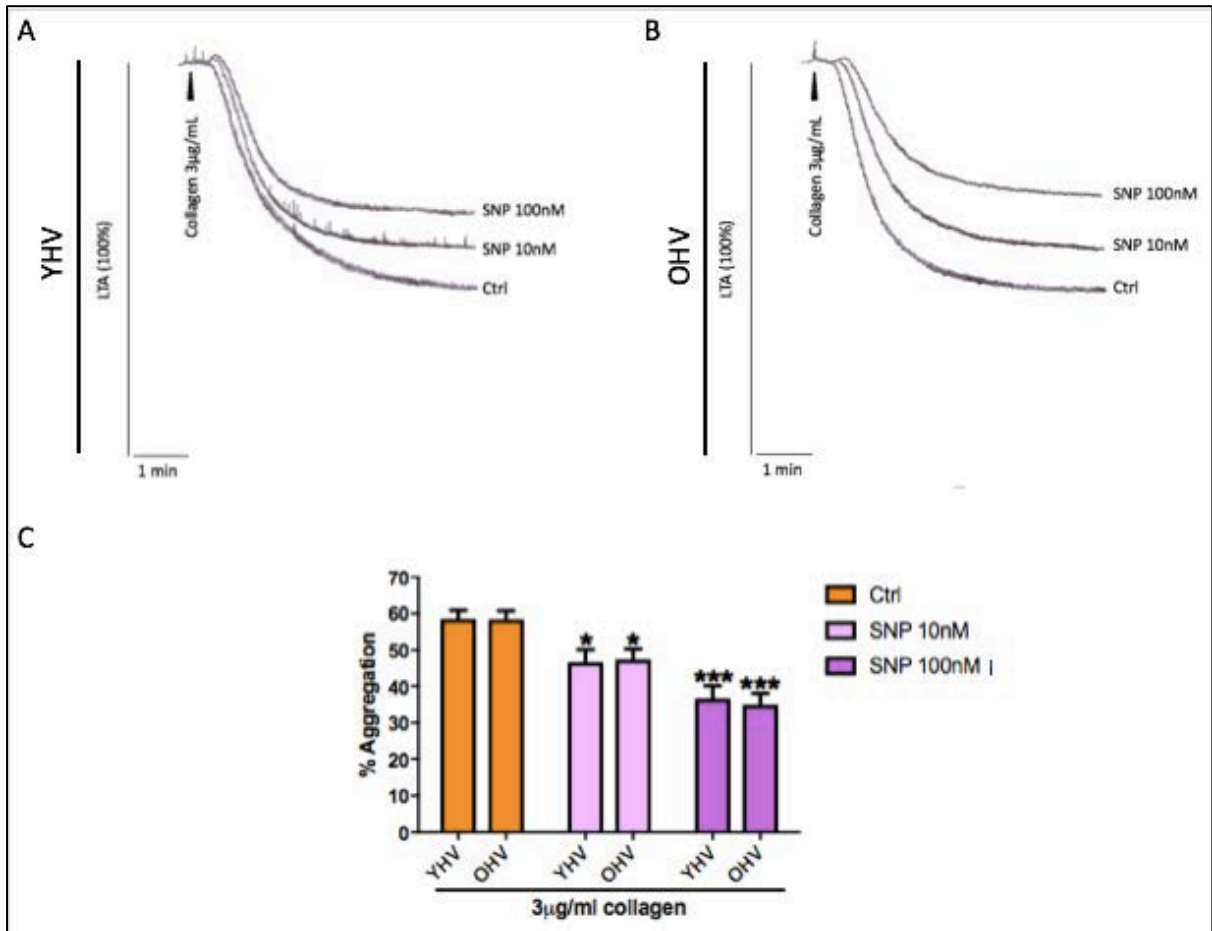 A
YHV
LTA (100%)
Collagen 3µg/mL
SNP 100nM
SNP 10nM
Ctrl
1 min
B
OHV
LTA (100%)
Collagen 3µg/mL
SNP 100nM
SNP 10nM
Ctrl
1 min
C
% Aggregation
70
60
50
40
30
20
10
0
* *
*** ***
YHV OHV YHV OHV YHV OHV
3µg/ml collagen
Ctrl
SNP 10nM
SNP 100nM